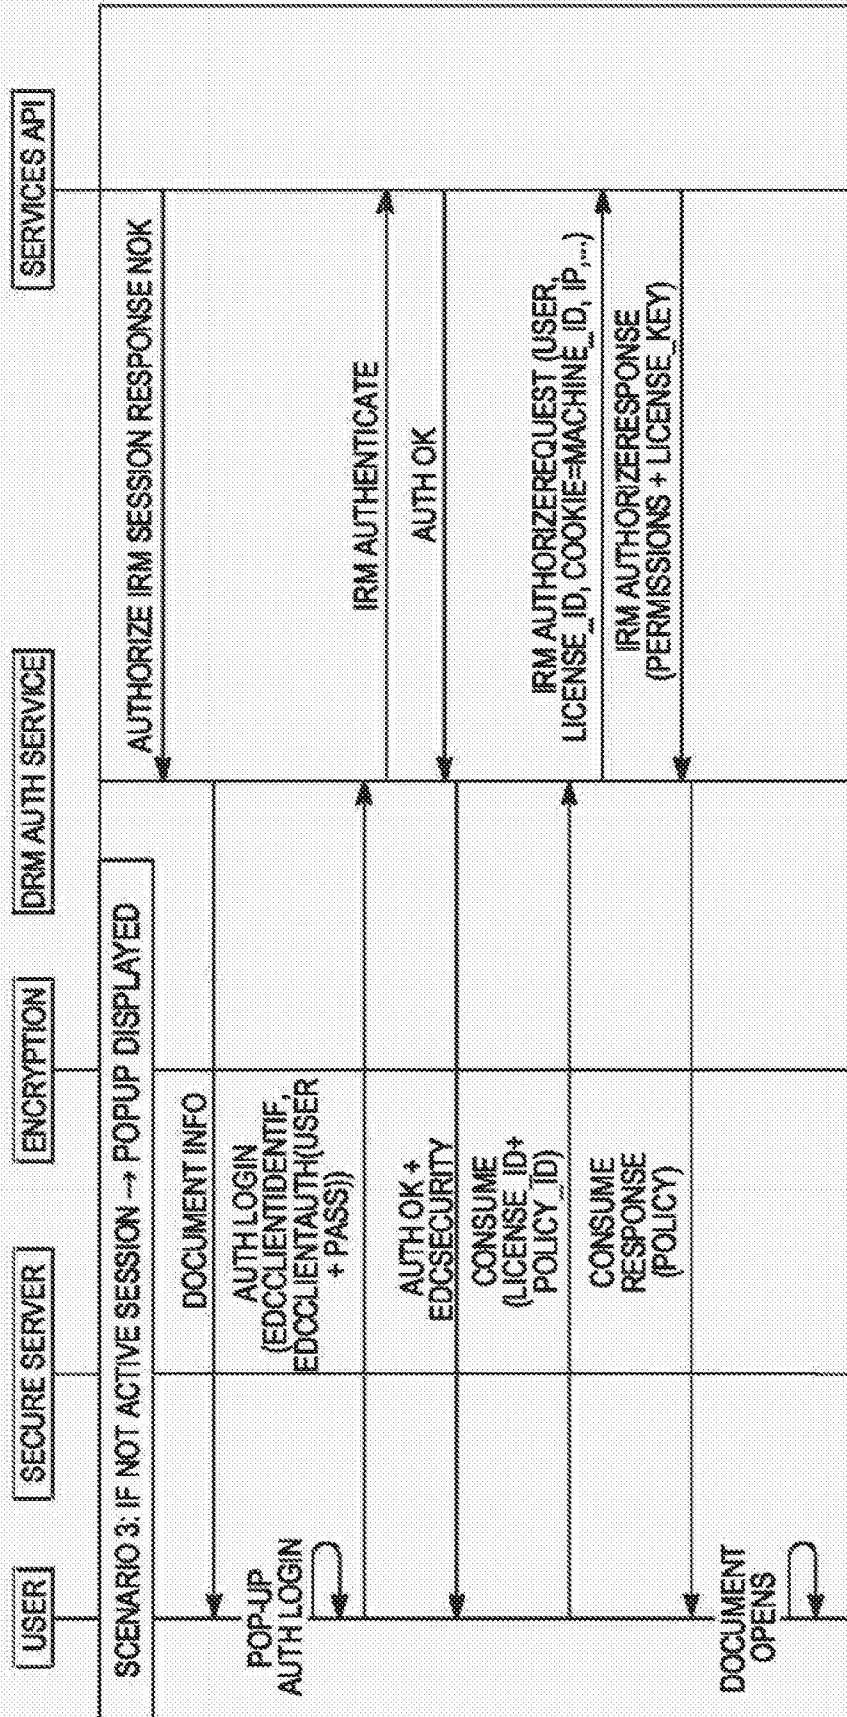 USER
SECURE SERVER
ENCRYPTION
DRM AUTH SERVICE
SERVICES API
SCENARIO 3: IF NOT ACTIVE SESSION → POPUP DISPLAYED
AUTHORIZE IRM SESSION RESPONSE NOK
DOCUMENT INFO
POP-UP
AUTH LOGIN
AUTH LOGIN
(EDCCLIENTIDENTIF,
EDCCLIENTAUTH(USER
+ PASS))
IRM AUTHENTICATE
AUTH OK
AUTH OK +
EDCSECURITY
CONSUME
(LICENSE_ID+
POLICY_ID)
IRM AUTHORIZEREQUEST (USER,
LICENSE_ID, COOKIE=MACHINE_ID, IP,...)
IRM AUTHORIZERESPONSE
(PERMISSIONS + LICENSE_KEY)
CONSUME
RESPONSE
(POLICY)
DOCUMENT
OPENS